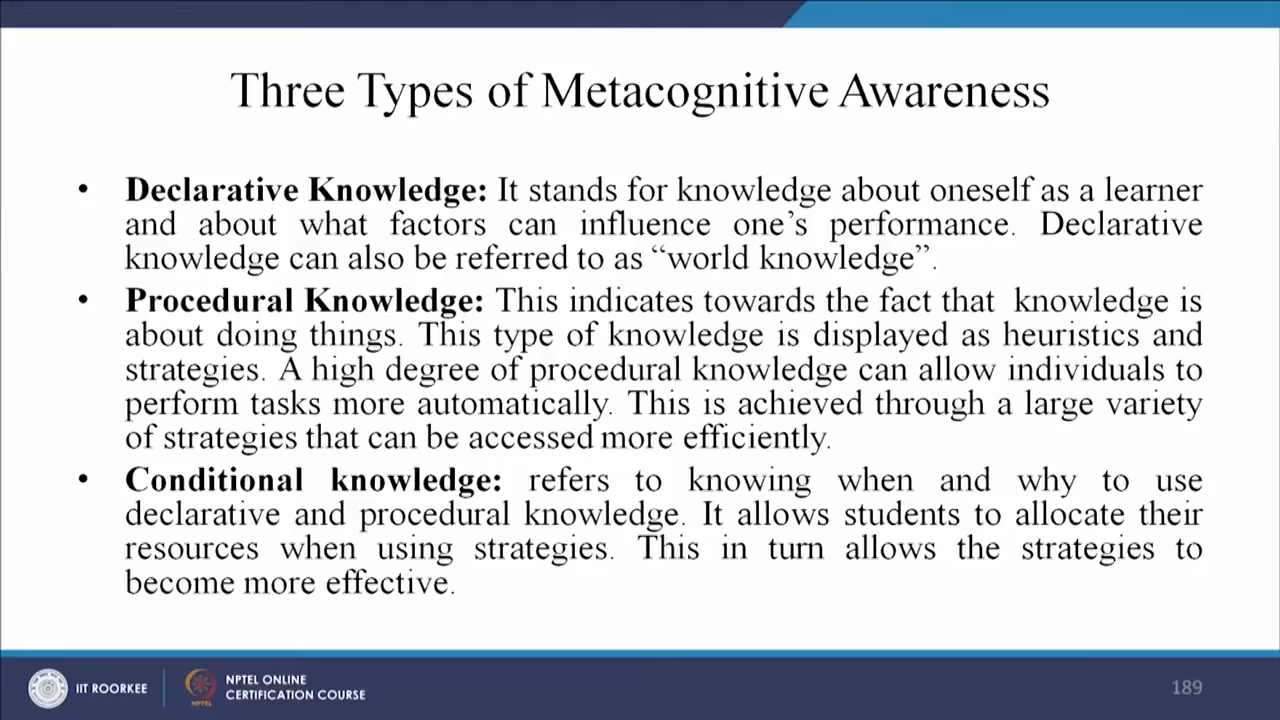 Three Types of Metacognitive Awareness
• Declarative Knowledge: It stands for knowledge about oneself as a learner
and about what factors can influence one’s performance. Declarative
knowledge can also be referred to as “world knowledge”.
• Procedural Knowledge: This indicates towards the fact that knowledge is
about doing things. This type of knowledge is displayed as heuristics and
strategies. A high degree of procedural knowledge can allow individuals to
perform tasks more automatically. This is achieved through a large variety
of strategies that can be accessed more efficiently.
• Conditional knowledge: refers to knowing when and why to use
declarative and procedural knowledge. It allows students to allocate their
resources when using strategies. This in turn allows the strategies to
become more effective.
IIT ROORKEE
NPTEL
NPTEL ONLINE
CERTIFICATION COURSE
189